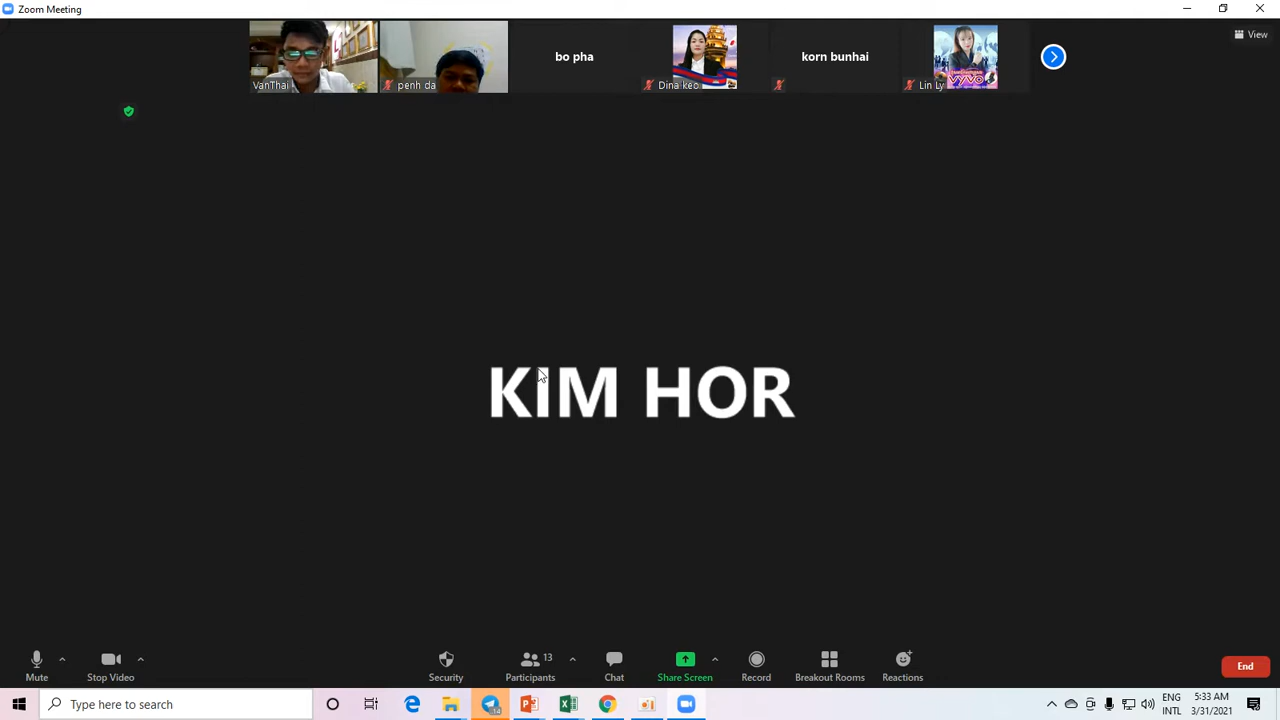 Zoom Meeting
View
VanThai
penh da
bo pha
Dina keo
korn bunhai
Lin Ly
VYVO
KIM HOR
Mute
Stop Video
Security
13
Participants
Chat
Share Screen
Record
Breakout Rooms
Reactions
End
Type here to search
14
ENG
INTL
5:33 AM
3/31/2021